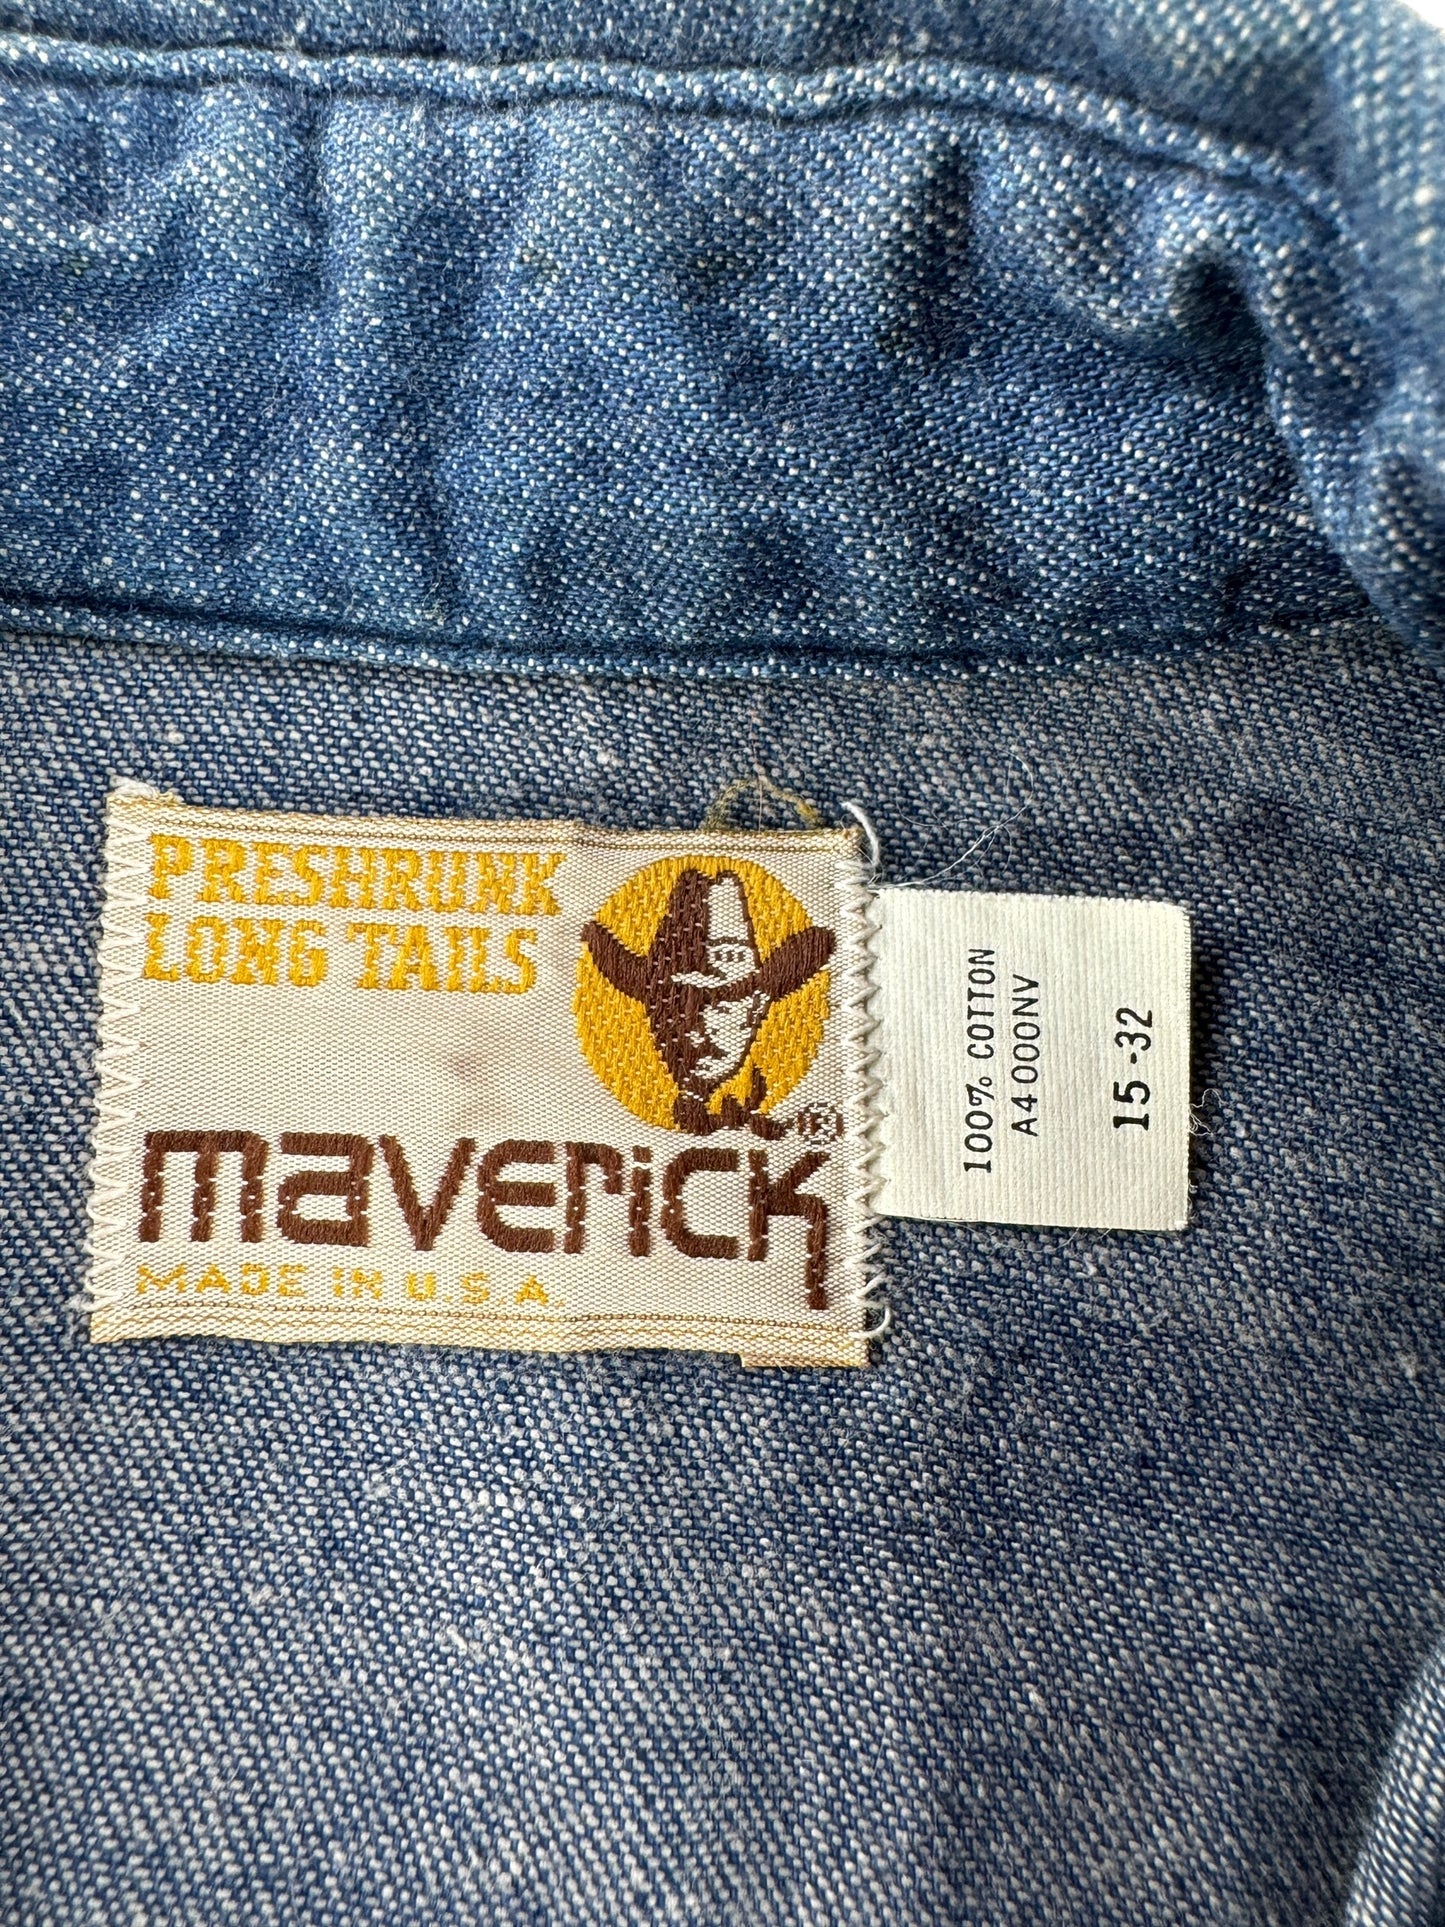 PRESHRUNK
LONG TAILS
maverick
®
MADE IN U.S.A.
100% COTTON
A4 000NV
15-32